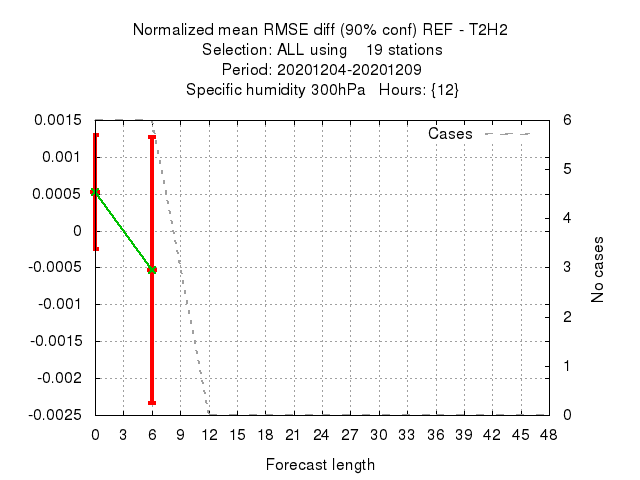 Normalized mean RMSE diff (90% conf) REF - T2H2
Selection: ALL using    19 stations
Period: 20201204-20201209
Specific humidity 300hPa   Hours: {12}
Cases
0.0015
0.001
0.0005
0
-0.0005
-0.001
-0.0015
-0.002
-0.0025
6
5
4
3
2
1
0
No cases
0 3 6 9 12 15 18 21 24 27 30 33 36 39 42 45 48
Forecast length